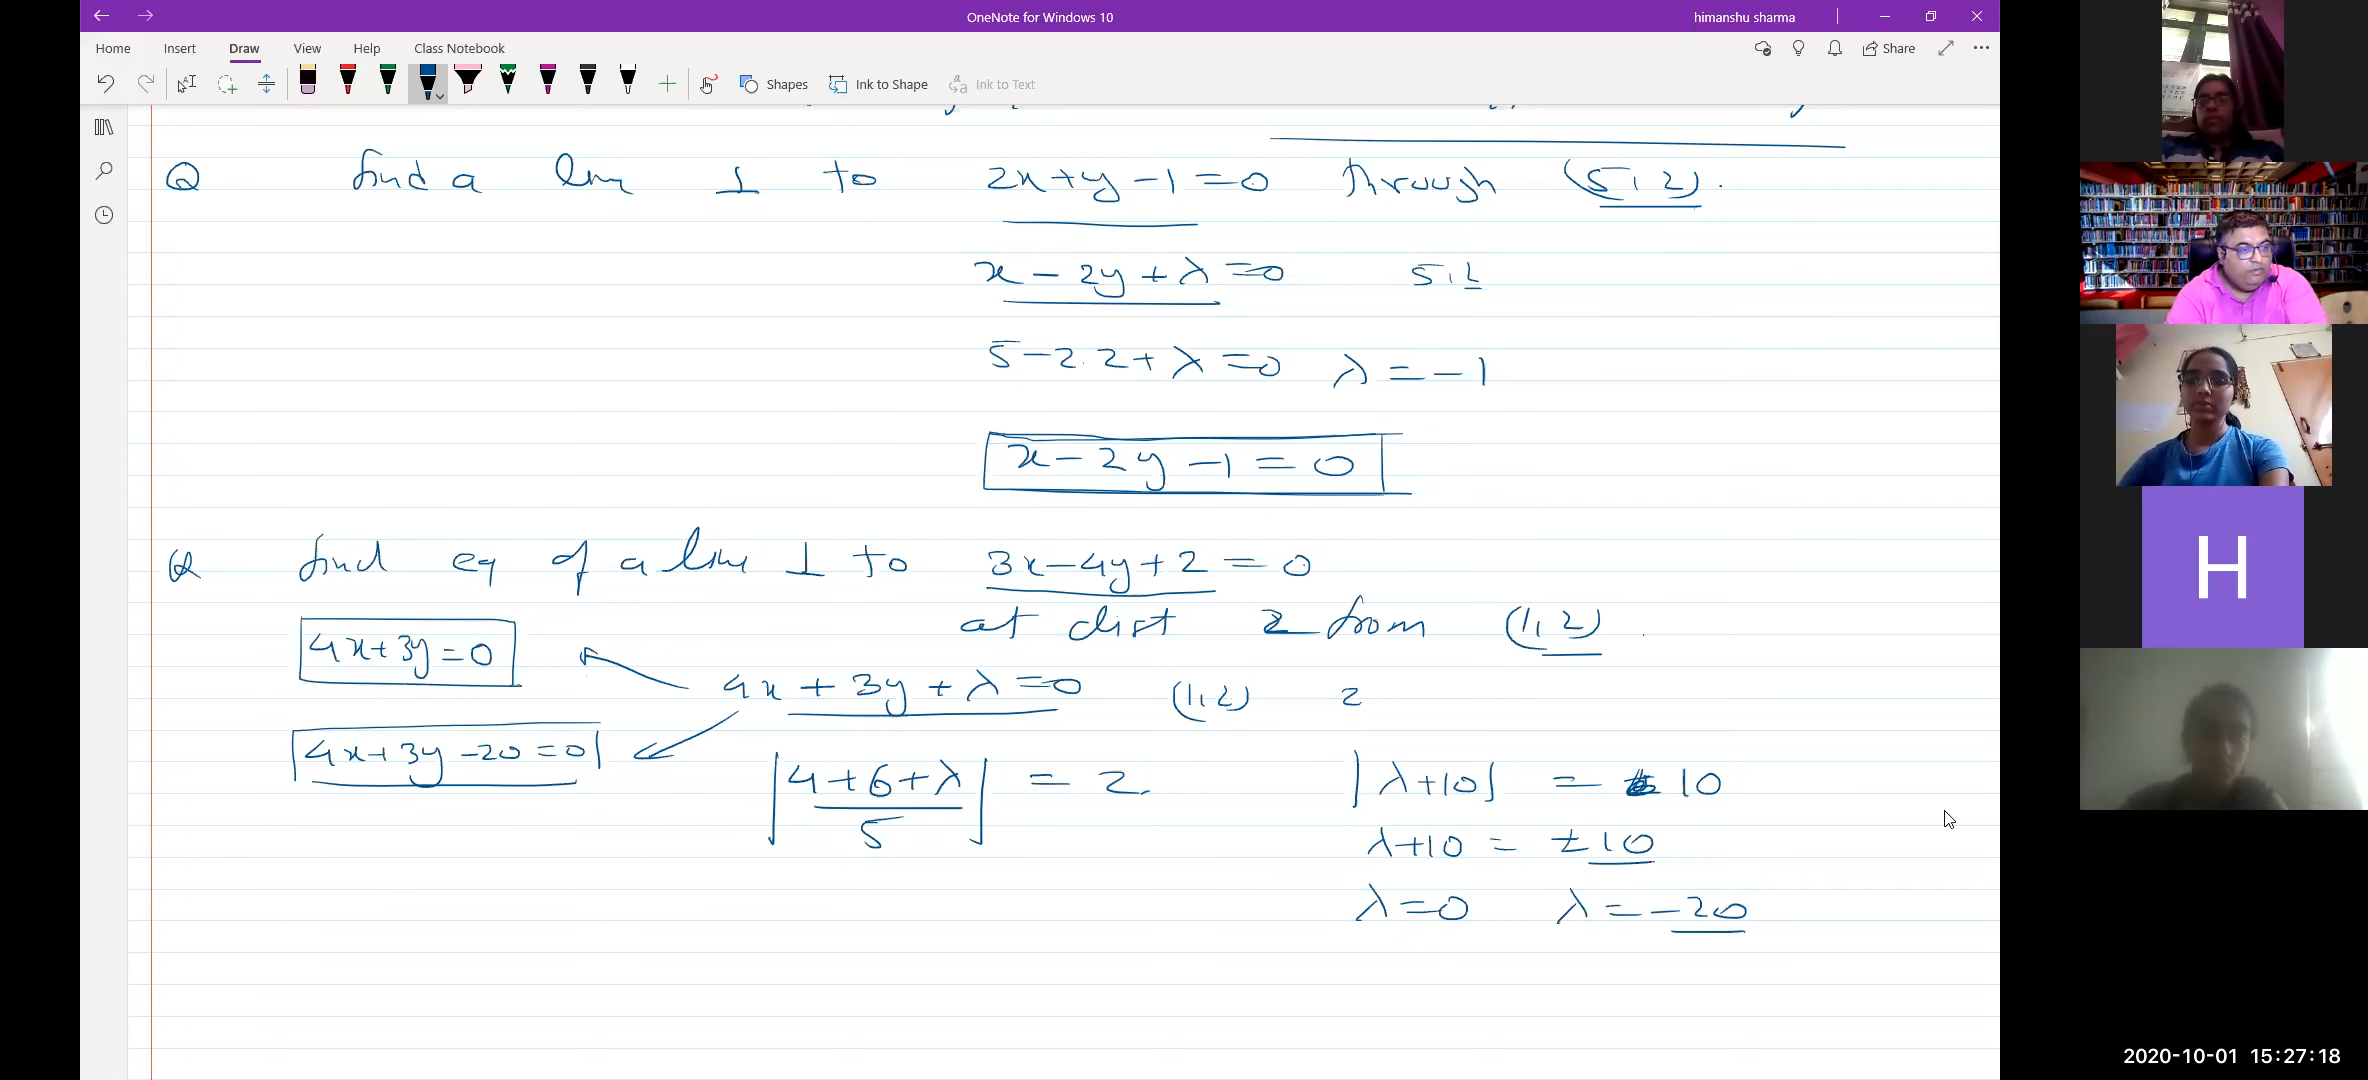 OneNote for Windows 10
himanshu sharma
Home Insert Draw View Help Class Notebook
Share
Shapes Ink to Shape Ink to Text
Q find a line ⊥ to 2x+y-1=0 through (5,2).
x-2y+λ=0 5,2
5-2.2+λ=0 λ=-1
x-2y-1=0
Q find eq of a line ⊥ to 3x-4y+2=0
at dist 2 from (1,2).
4x+3y=0
4x+3y+λ=0 (1,2) 2
4x+3y-20=0
|4+6+λ/5| = 2. |λ+10| = 10
λ+10 = ±10
λ=0 λ=-20
H
2020-10-01 15:27:18